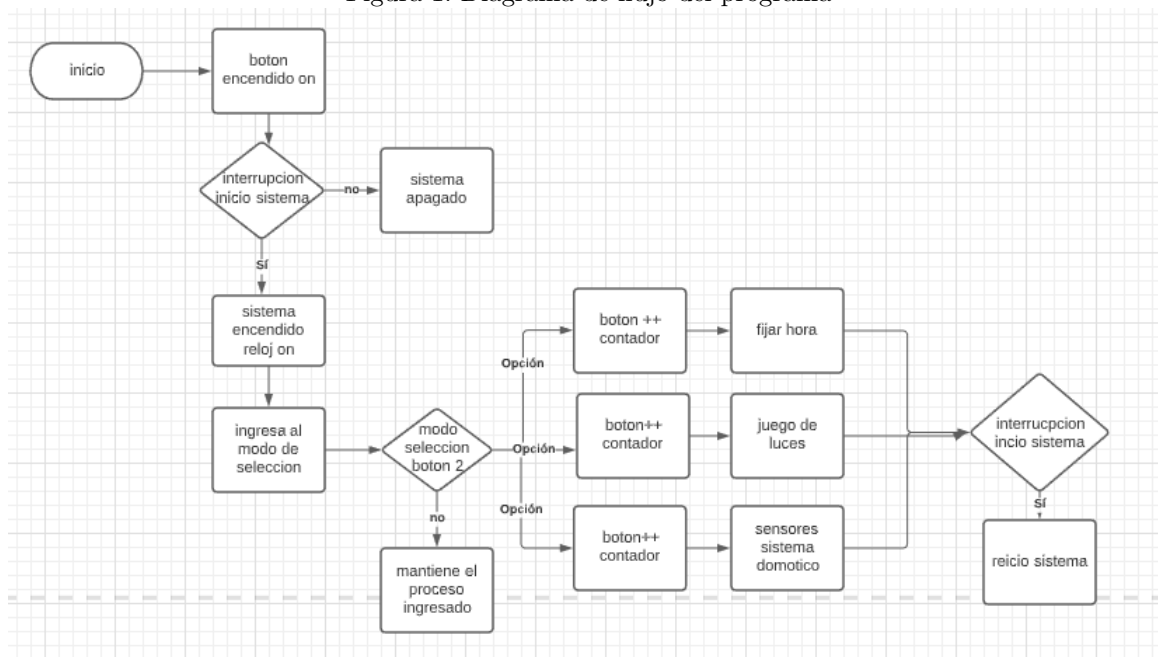 Figura 1: Diagrama de flujo del programa
inicio
boton
encendido on
interrupcion
inicio sistema
no
sistema
apagado
sí
sistema
encendido
reloj on
ingresa al
modo de
seleccion
modo
seleccion
boton 2
no
mantiene el
proceso
ingresado
Opción
boton ++
contador
fijar hora
Opción
boton++
contador
juego de
luces
Opción
boton++
contador
sensores
sistema
domotico
interrucpcion
incio sistema
sí
reicio sistema